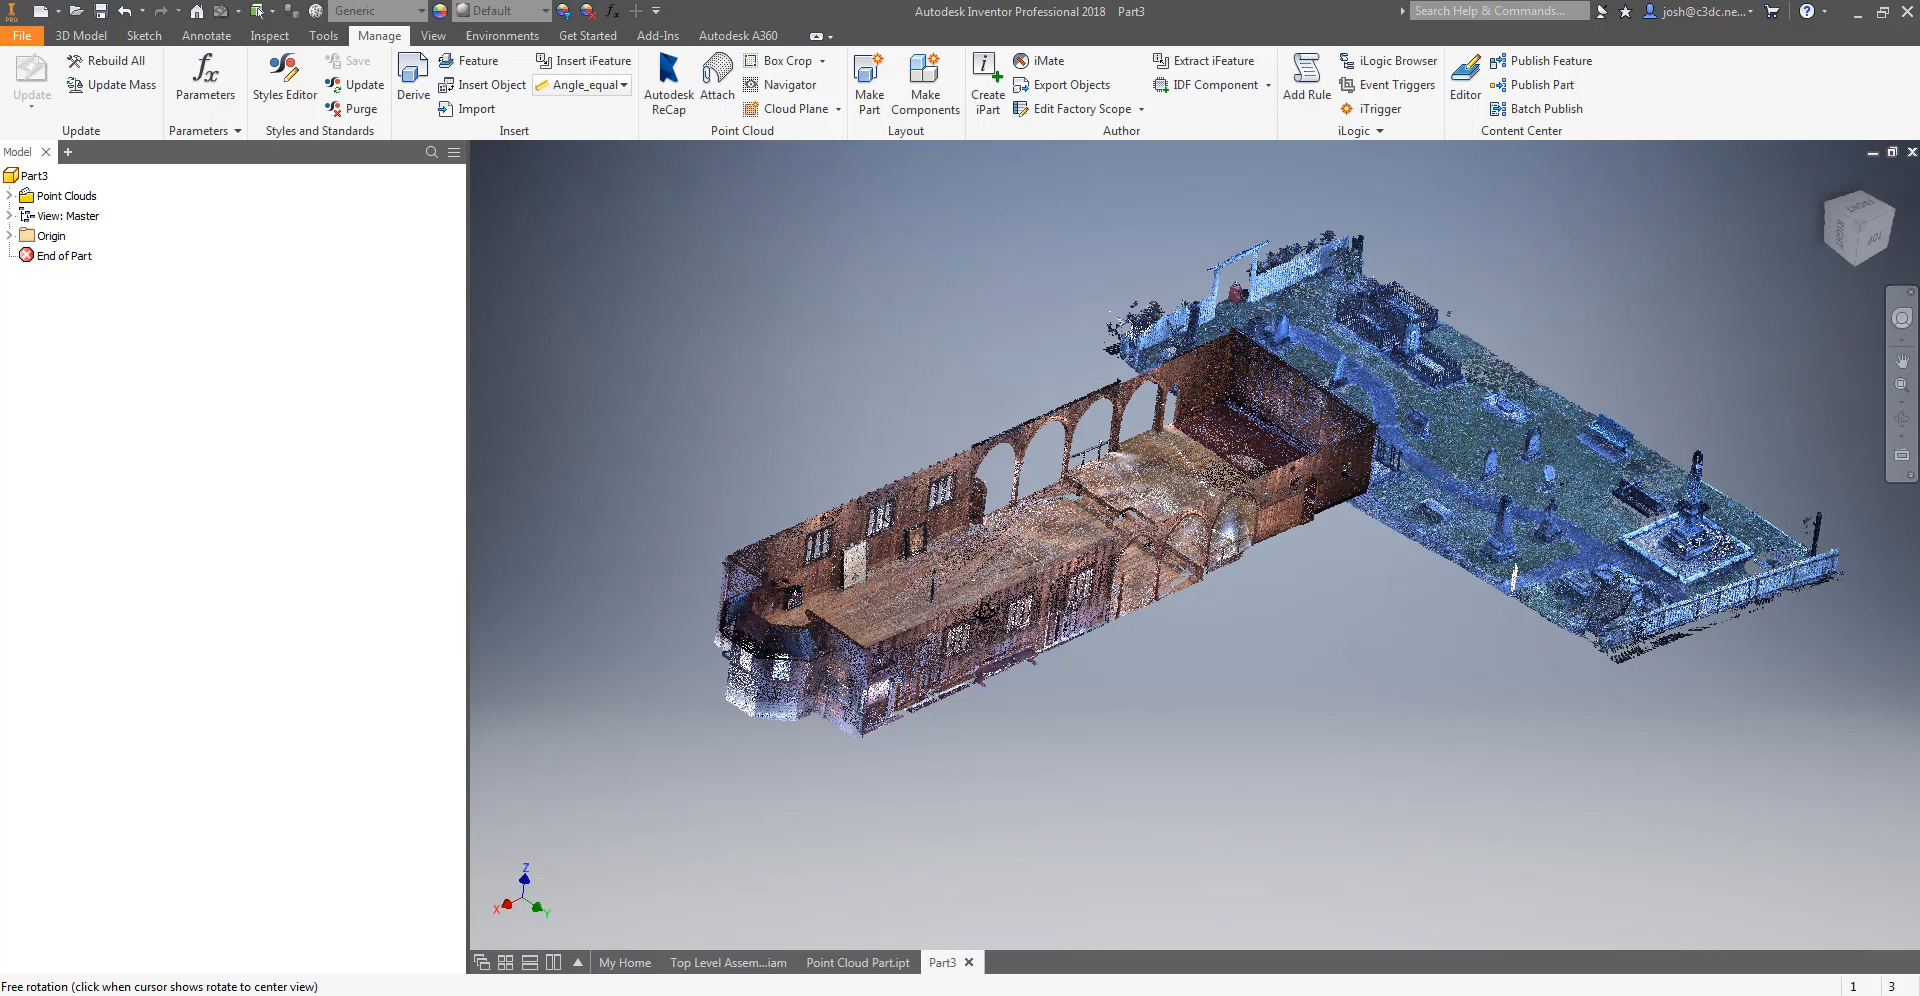 PRO
Generic
Default
Autodesk Inventor Professional 2018 Part3
Search Help & Commands...
josh@c3dc.ne...
File 3D Model Sketch Annotate Inspect Tools Manage View Environments Get Started Add-Ins Autodesk A360
Update
Rebuild All
Update Mass
Update
fx
Parameters
Parameters
Styles Editor
Save
Update
Purge
Styles and Standards
Derive
Feature
Insert Object
Import
Insert iFeature
Angle_equal
Insert
Autodesk
ReCap
Attach
Box Crop
Navigator
Cloud Plane
Point Cloud
Make
Part
Make
Components
Layout
Create
iPart
iMate
Export Objects
Edit Factory Scope
Extract iFeature
IDF Component
Author
Add Rule
iLogic Browser
Event Triggers
iTrigger
iLogic
Editor
Publish Feature
Publish Part
Batch Publish
Content Center
Model
Part3
Point Clouds
View: Master
Origin
End of Part
FRONT
RIGHT
TOP
Z
X
Y
My Home Top Level Assem...iam Point Cloud Part.ipt Part3
Free rotation (click when cursor shows rotate to center view)
1 3